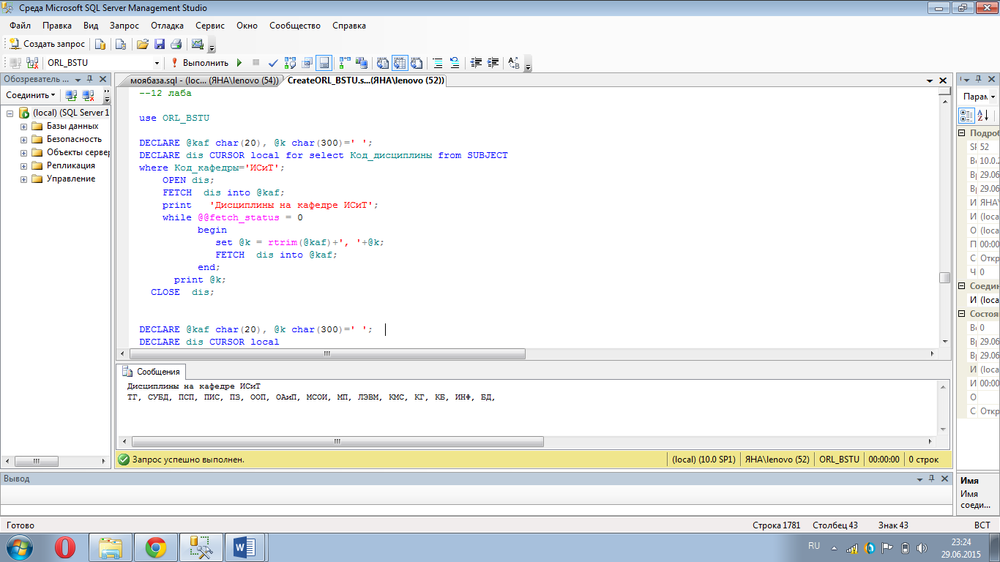 Среда Microsoft SQL Server Management Studio
Файл Правка Вид Запрос Отладка Сервис Окно Сообщество Справка
Создать запрос
ORL_BSTU Выполнить
Обозреватель ...
Соединить
(local) (SQL Server 1
Базы данных
Безопасность
Объекты сервер
Репликация
Управление
моябаза.sql - (loc... (ЯНА\lenovo (54)) CreateORL_BSTU.s...(ЯНА\lenovo (52))
--12 лаба
use ORL_BSTU
DECLARE @kaf char(20), @k char(300)=' ';
DECLARE dis CURSOR local for select Код_дисциплины from SUBJECT
where Код_кафедры='ИСиТ';
OPEN dis;
FETCH dis into @kaf;
print 'Дисциплины на кафедре ИСиТ';
while @@fetch_status = 0
begin
set @k = rtrim(@kaf)+', '+@k;
FETCH dis into @kaf;
end;
print @k;
CLOSE dis;
DECLARE @kaf char(20), @k char(300)=' ';
DECLARE dis CURSOR local
Сообщения
Дисциплины на кафедре ИСиТ
ТГ, СУБД, ПСП, ПИС, ПЗ, ООП, ОАиП, МСОИ, МП, ЛЭВМ, КМС, КГ, КБ, ИНФ, БД,
Запрос успешно выполнен. (local) (10.0 SP1) ЯНА\lenovo (52) ORL_BSTU 00:00:00 0 строк
Парам
Подроб
52
10.0.
29.06
29.06
И ЯНА\
И (loca
О (loca
П 00:00
С Откр
Ч 0
Соедин
И (loca
Состоя
0
29.06
29.06
И (loca
И 00:00
О
С Откр
Имя
Имя
соеди...
Вывод
Готово Строка 1781 Столбец 43 Знак 43 ВСТ
RU 23:24
29.06.2015